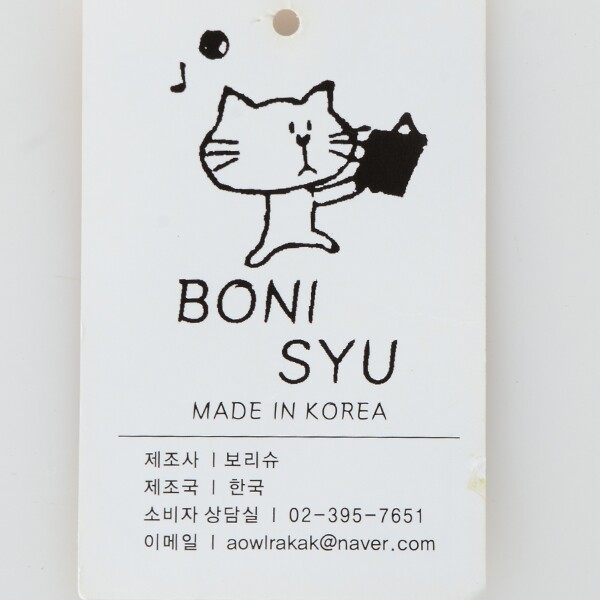 BONI
SYU
MADE IN KOREA
제조사 | 보리슈
제조국 | 한국
소비자 상담실 | 02-395-7651
이메일 | aowlrakak@naver.com